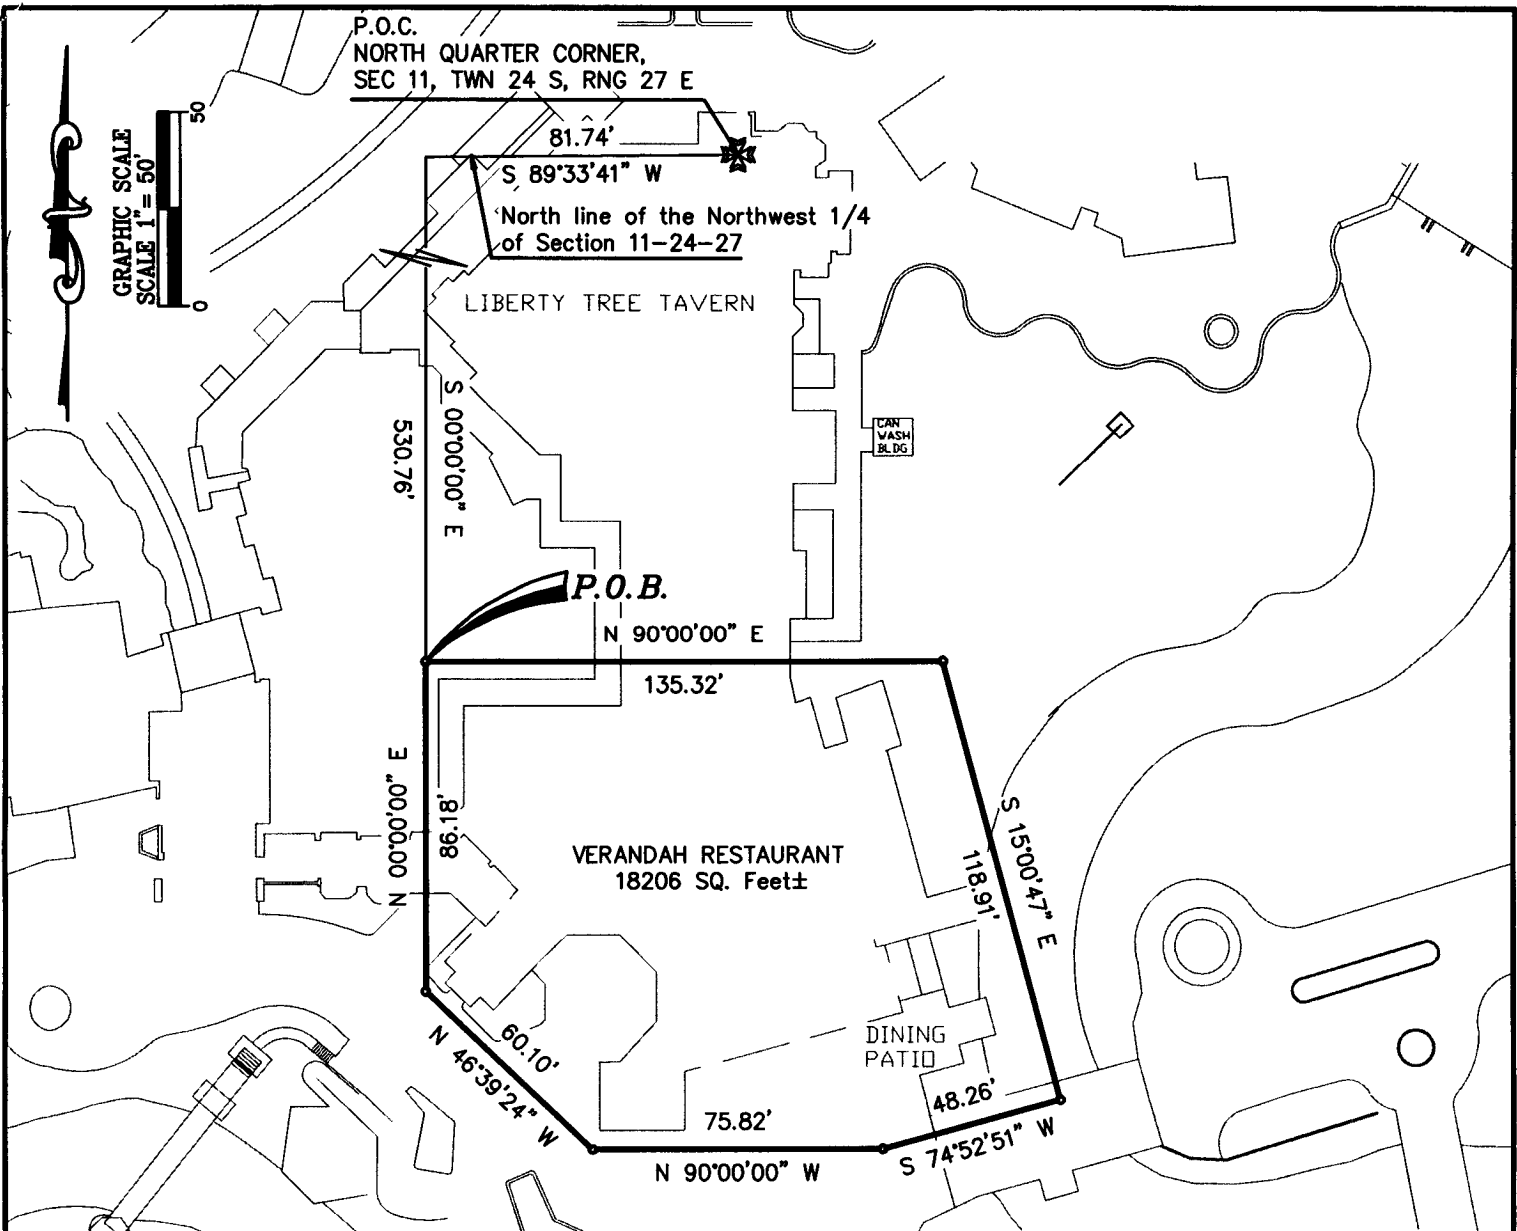 P.O.C.
NORTH QUARTER CORNER,
SEC 11, TWN 24 S, RNG 27 E
81.74'
S 89°33'41" W
North line of the Northwest 1/4
of Section 11-24-27
GRAPHIC SCALE
SCALE 1" = 50'
0
50
LIBERTY TREE TAVERN
S 00°00'00" E
530.76'
CAN
WASH
BLDG
P.O.B.
N 90°00'00" E
135.32'
N 00°00'00" E
86.18'
VERANDAH RESTAURANT
18206 SQ. Feet±
S 15°00'47" E
118.91'
DINING
PATIO
60.10'
N 46°39'24" W
75.82'
N 90°00'00" W
48.26'
S 74°52'51" W